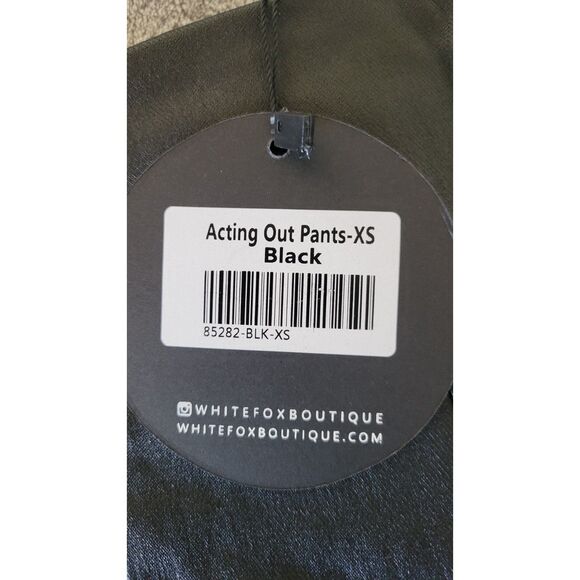 Acting Out Pants-XS
Black
85282-BLK-XS
WHITEFOXBOUTIQUE
WHITEFOXBOUTIQUE.COM